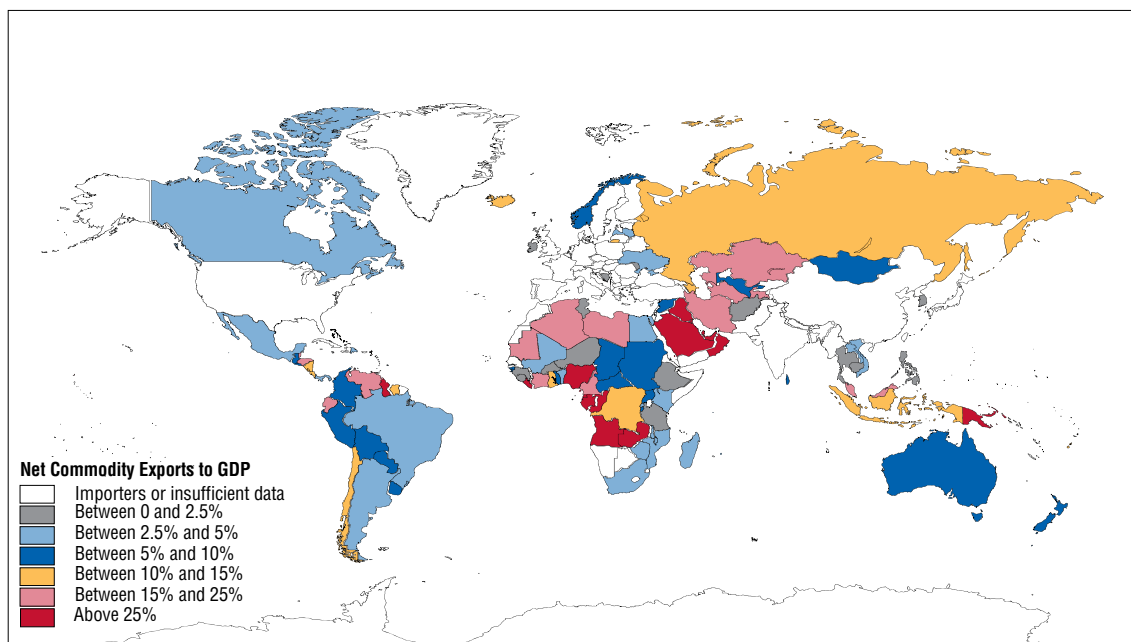 Net Commodity Exports to GDP
Importers or insufficient data
Between 0 and 2.5%
Between 2.5% and 5%
Between 5% and 10%
Between 10% and 15%
Between 15% and 25%
Above 25%